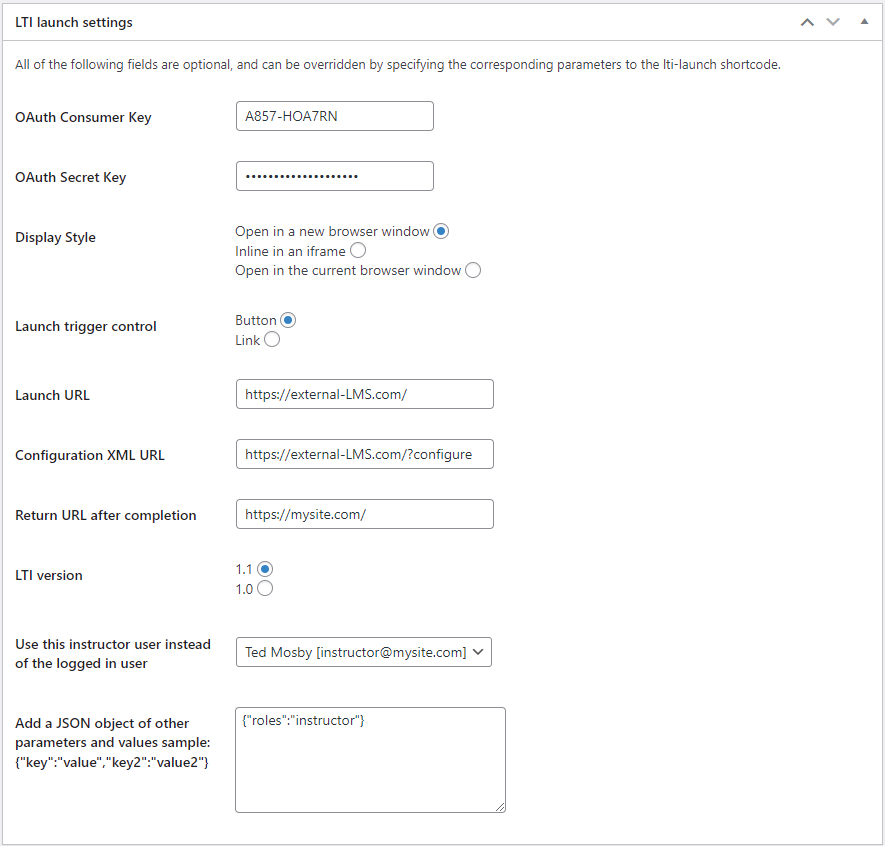 LTI launch settings
All of the following fields are optional, and can be overridden by specifying the corresponding parameters to the lti-launch shortcode.
OAuth Consumer Key
A857-HOA7RN
OAuth Secret Key
••••••••••••••••••••
Display Style
Open in a new browser window
Inline in an iframe
Open in the current browser window
Launch trigger control
Button
Link
Launch URL
https://external-LMS.com/
Configuration XML URL
https://external-LMS.com/?configure
Return URL after completion
https://mysite.com/
LTI version
1.1
1.0
Use this instructor user instead
of the logged in user
Ted Mosby [instructor@mysite.com]
Add a JSON object of other
parameters and values sample:
{"key":"value","key2":"value2"}
{"roles":"instructor"}